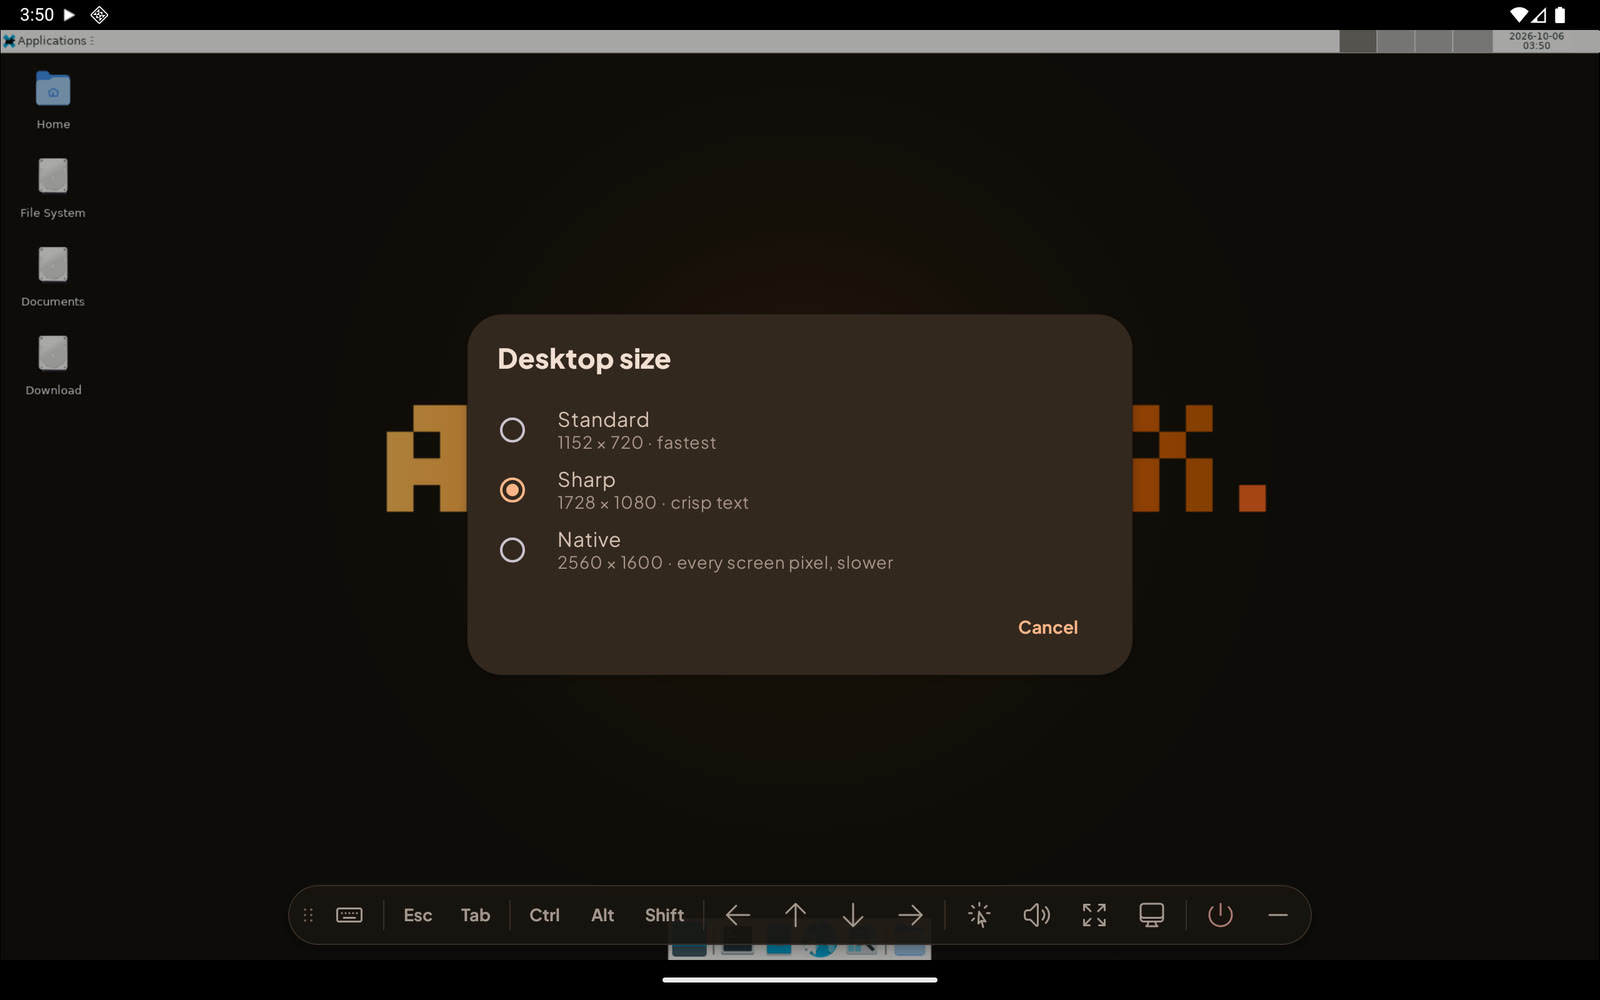 3:50
Applications
2026-10-06
03:50
Home
File System
Documents
Download
Desktop size
Standard
1152 × 720 · fastest
Sharp
1728 × 1080 · crisp text
Native
2560 × 1600 · every screen pixel, slower
Cancel
Esc Tab Ctrl Alt Shift